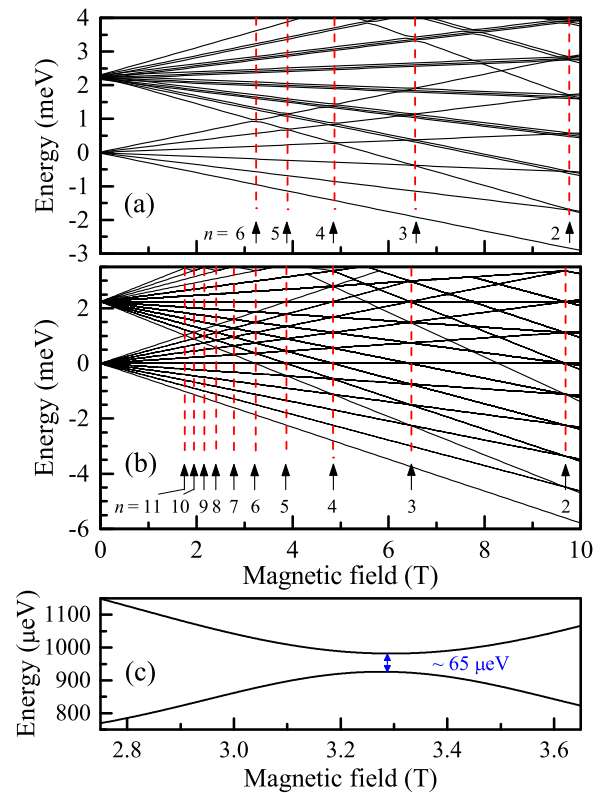 4
3
2
1
0
-1
-2
-3
Energy (meV)
(a)
n = 6
5
4
3
2
2
0
-2
-4
-6
Energy (meV)
(b)
n = 11
10
9
8
7
6
5
4
3
2
0 2 4 6 8 10
Magnetic field (T)
1100
1000
900
800
Energy (µeV)
(c)
~ 65 µeV
2.8 3.0 3.2 3.4 3.6
Magnetic field (T)